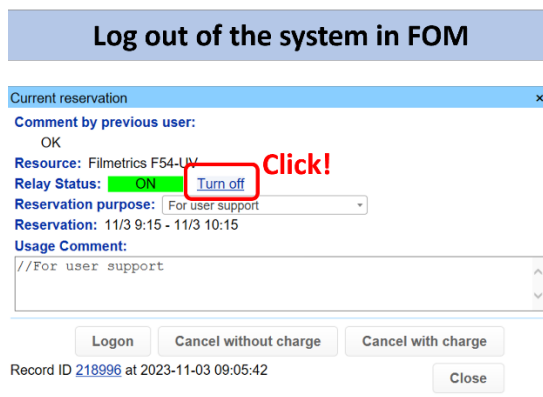 Log out of the system in FOM
Current reservation ×
Comment by previous user:
OK
Resource: Filmetrics F54-UV
Click!
Relay Status: ON Turn off
Reservation purpose: For user support
Reservation: 11/3 9:15 - 11/3 10:15
Usage Comment:
//For user support
Logon Cancel without charge Cancel with charge
Record ID 218996 at 2023-11-03 09:05:42
Close